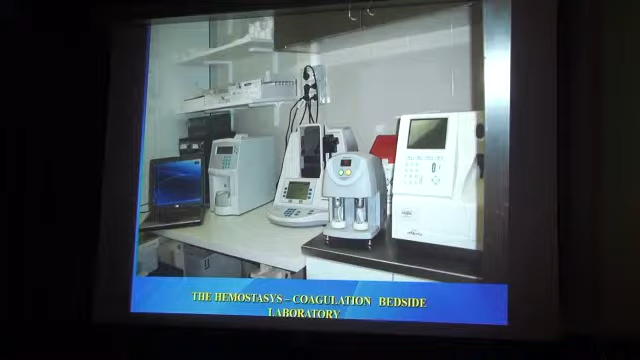 THE HEMOSTASYS – COAGULATION BEDSIDE
LABORATORY